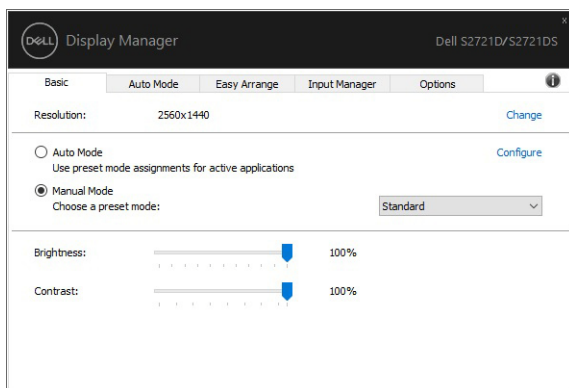 x
DELL Display Manager Dell S2721D/S2721DS
Basic Auto Mode Easy Arrange Input Manager Options i
Resolution: 2560x1440 Change
Auto Mode Configure
Use preset mode assignments for active applications
Manual Mode
Choose a preset mode: Standard
Brightness: 100%
Contrast: 100%